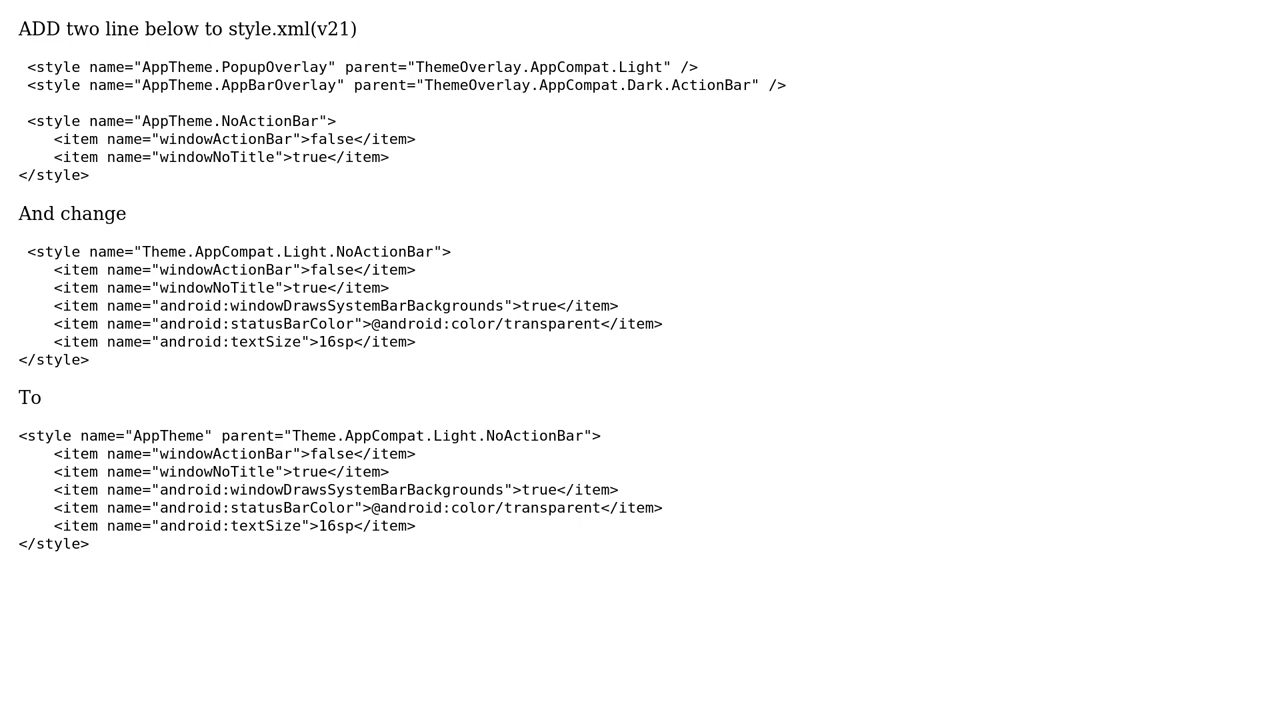 ADD two line below to style.xml(v21)
<style name="AppTheme.PopupOverlay" parent="ThemeOverlay.AppCompat.Light" />
<style name="AppTheme.AppBarOverlay" parent="ThemeOverlay.AppCompat.Dark.ActionBar" />
<style name="AppTheme.NoActionBar">
<item name="windowActionBar">false</item>
<item name="windowNoTitle">true</item>
</style>
And change
<style name="Theme.AppCompat.Light.NoActionBar">
<item name="windowActionBar">false</item>
<item name="windowNoTitle">true</item>
<item name="android:windowDrawsSystemBarBackgrounds">true</item>
<item name="android:statusBarColor">@android:color/transparent</item>
<item name="android:textSize">16sp</item>
</style>
To
<style name="AppTheme" parent="Theme.AppCompat.Light.NoActionBar">
<item name="windowActionBar">false</item>
<item name="windowNoTitle">true</item>
<item name="android:windowDrawsSystemBarBackgrounds">true</item>
<item name="android:statusBarColor">@android:color/transparent</item>
<item name="android:textSize">16sp</item>
</style>